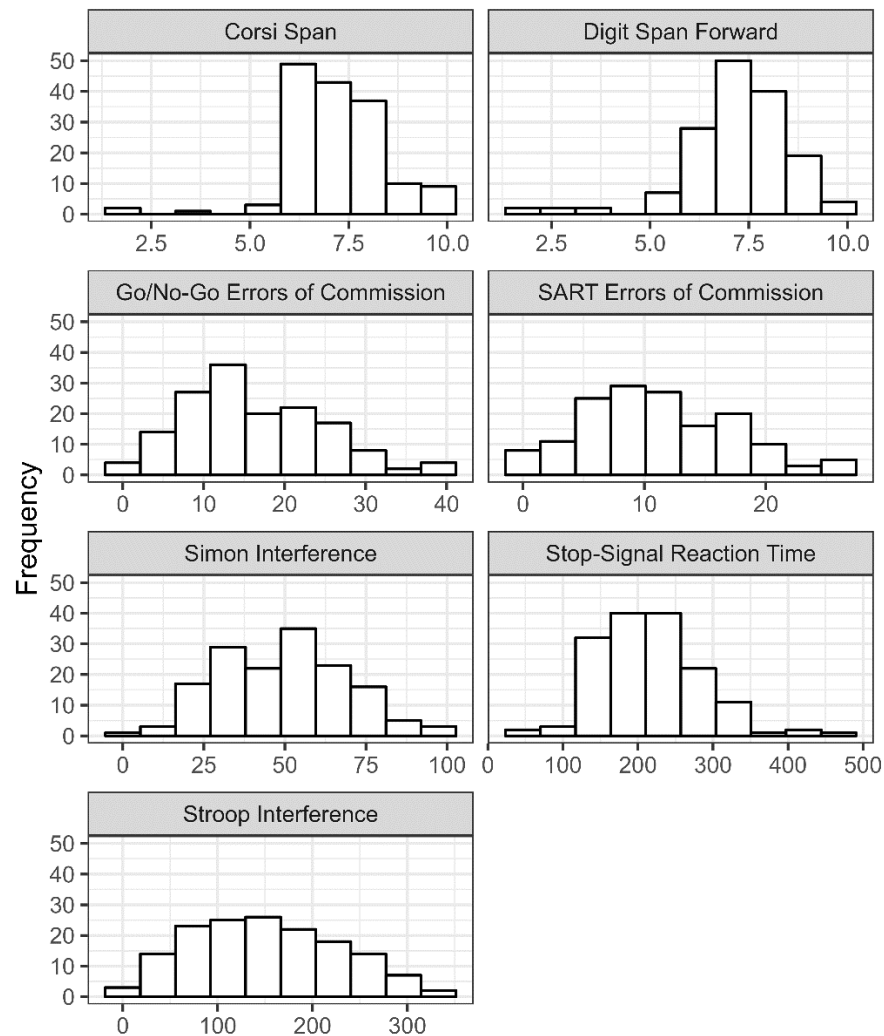 Corsi Span
Digit Span Forward
50
40
30
20
10
0
2.5 5.0 7.5 10.0
2.5 5.0 7.5 10.0
Go/No-Go Errors of Commission
SART Errors of Commission
50
40
30
20
10
0
0 10 20 30 40
0 10 20
Frequency
Simon Interference
Stop-Signal Reaction Time
50
40
30
20
10
0
0 25 50 75 100
0 100 200 300 400 500
Stroop Interference
50
40
30
20
10
0
0 100 200 300